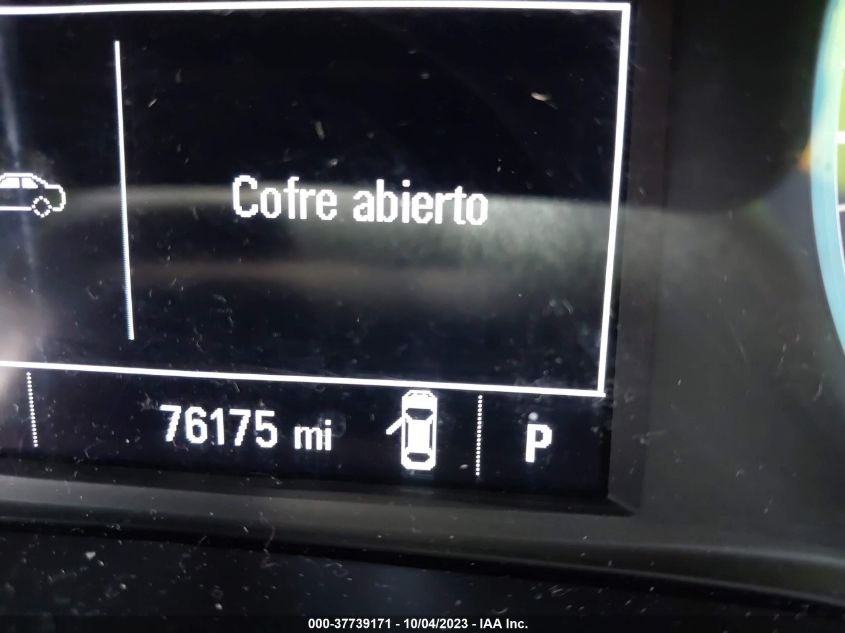 Cofre abierto
76175 mi P
000-37739171 - 10/04/2023 - IAA Inc.